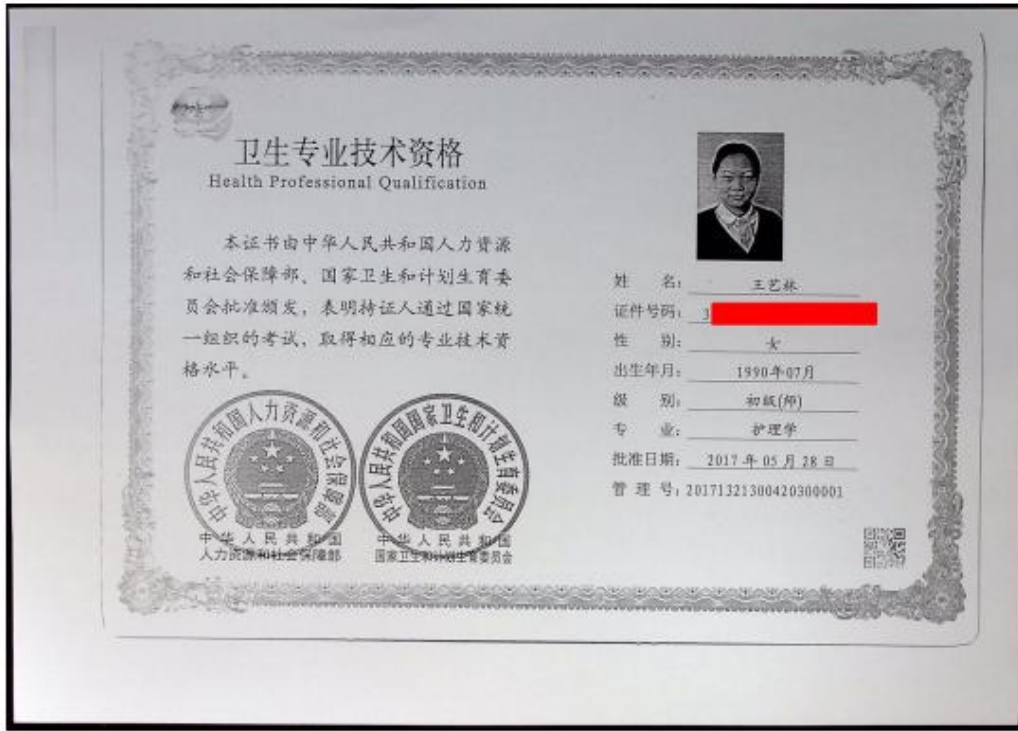 卫生专业技术资格
Health Professional Qualification
本证书由中华人民共和国人力资源
和社会保障部、国家卫生和计划生育委
员会批准颁发，表明持证人通过国家统
一组织的考试，取得相应的专业技术资
格水平。
中华人民共和国人力资源和社会保障部
中华人民共和国国家卫生和计划生育委员会
中华人民共和国
人力资源和社会保障部
中华人民共和国
国家卫生和计划生育委员会
姓 名：王艺林
证件号码：3
性 别：女
出生年月：1990年07月
级 别：初级(师)
专 业：护理学
批准日期：2017 年 05 月 28 日
管 理 号：20171321300420300001